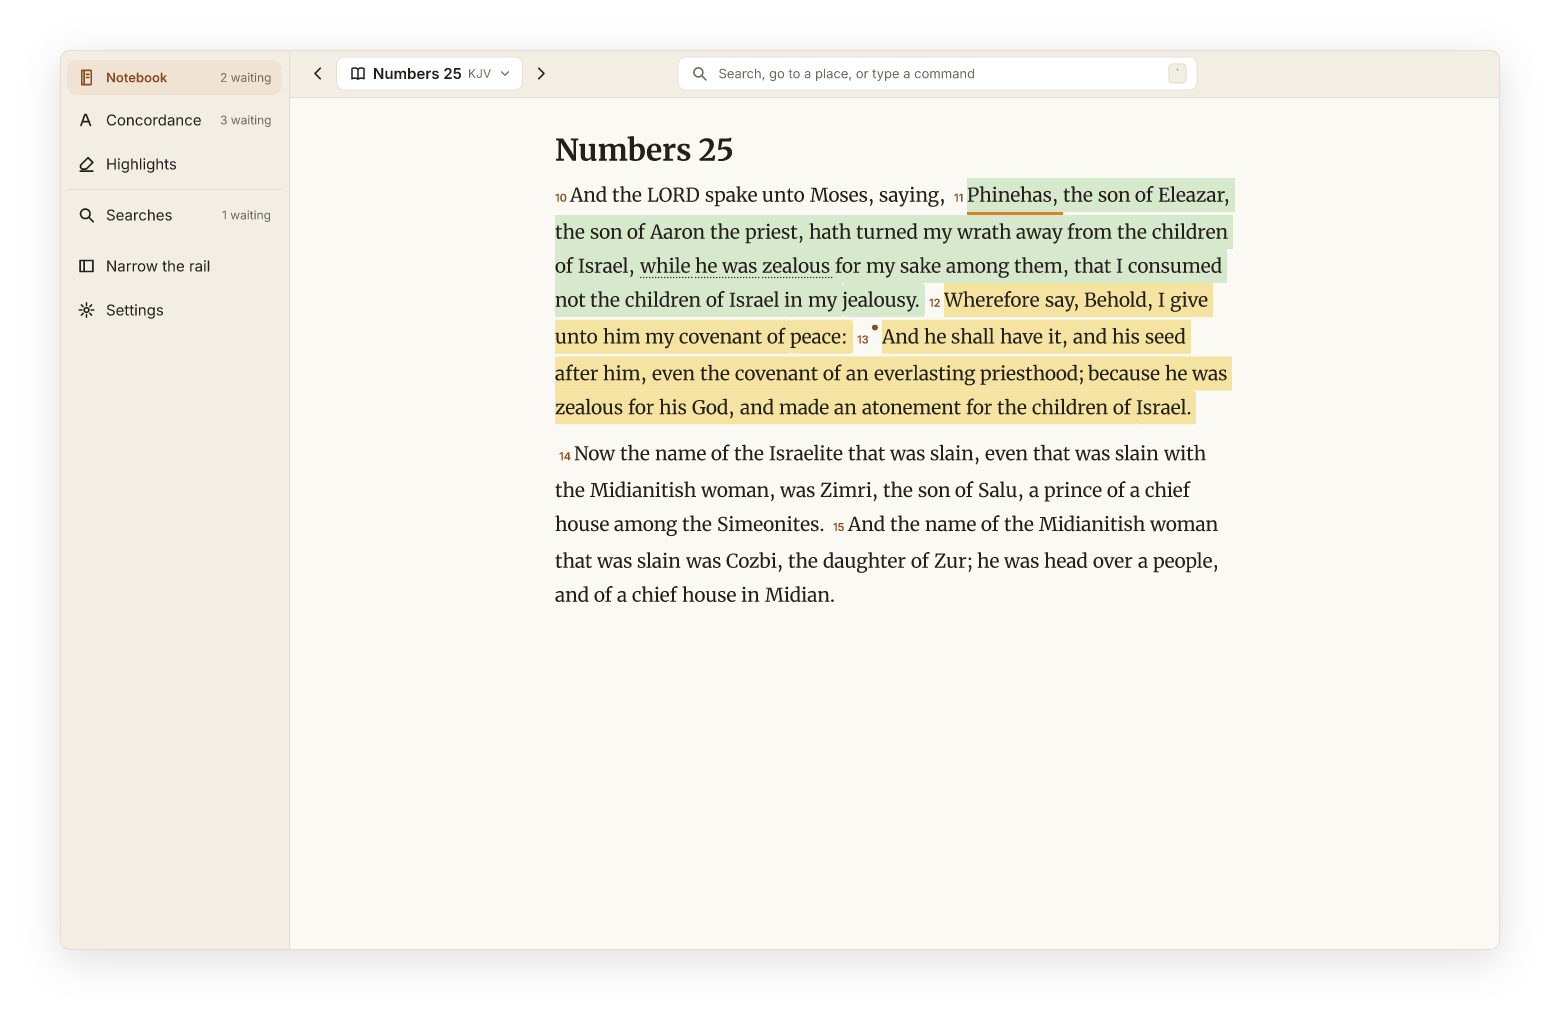 Notebook 2 waiting
Concordance 3 waiting
Highlights
Searches 1 waiting
Narrow the rail
Settings
Numbers 25 KJV
Search, go to a place, or type a command
Numbers 25
10 And the LORD spake unto Moses, saying, 11 Phinehas, the son of Eleazar,
the son of Aaron the priest, hath turned my wrath away from the children
of Israel, while he was zealous for my sake among them, that I consumed
not the children of Israel in my jealousy. 12 Wherefore say, Behold, I give
unto him my covenant of peace: 13 And he shall have it, and his seed
after him, even the covenant of an everlasting priesthood; because he was
zealous for his God, and made an atonement for the children of Israel.
14 Now the name of the Israelite that was slain, even that was slain with
the Midianitish woman, was Zimri, the son of Salu, a prince of a chief
house among the Simeonites. 15 And the name of the Midianitish woman
that was slain was Cozbi, the daughter of Zur; he was head over a people,
and of a chief house in Midian.